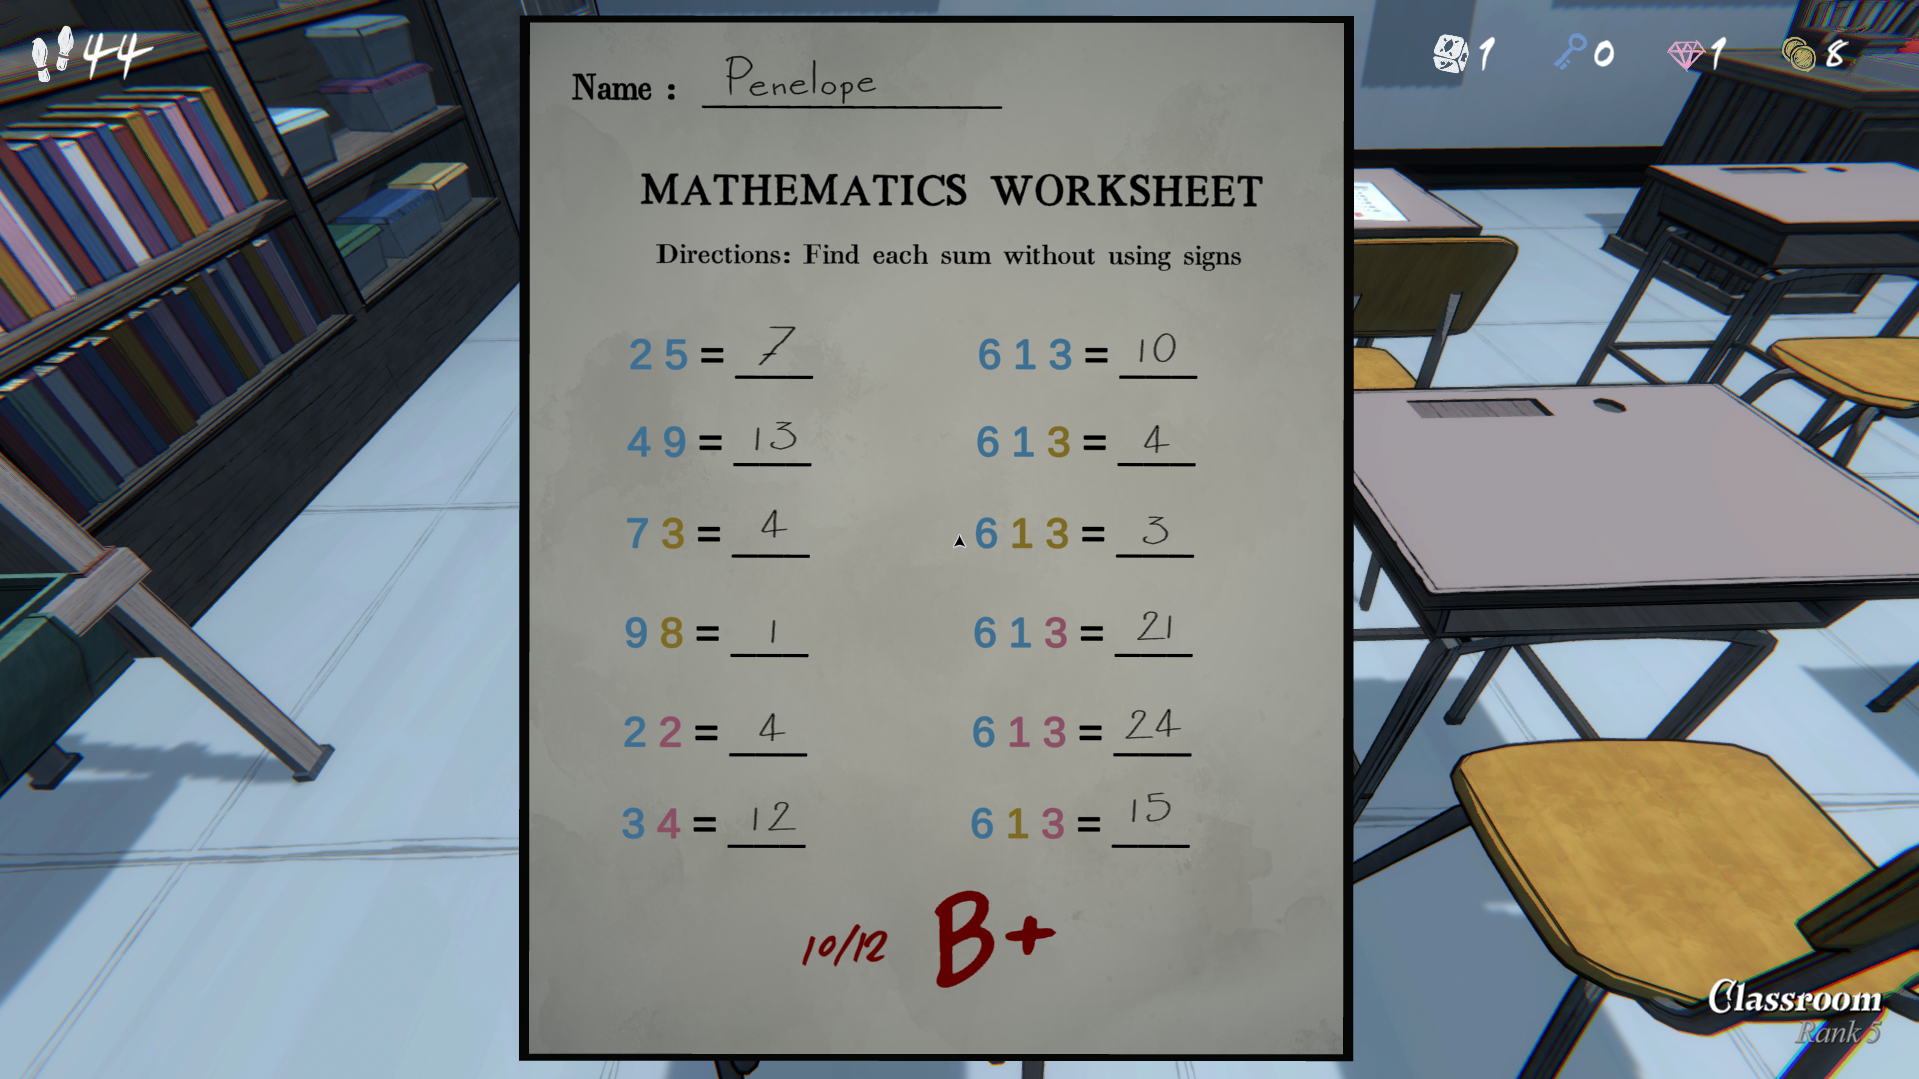 44
1 0 1 8
Name : Penelope
MATHEMATICS WORKSHEET
Directions: Find each sum without using signs
2 5 = 7
6 1 3 = 10
4 9 = 13
6 1 3 = 4
7 3 = 4
6 1 3 = 3
9 8 = 1
6 1 3 = 21
2 2 = 4
6 1 3 = 24
3 4 = 12
6 1 3 = 15
10/12 B+
Classroom
Rank 5